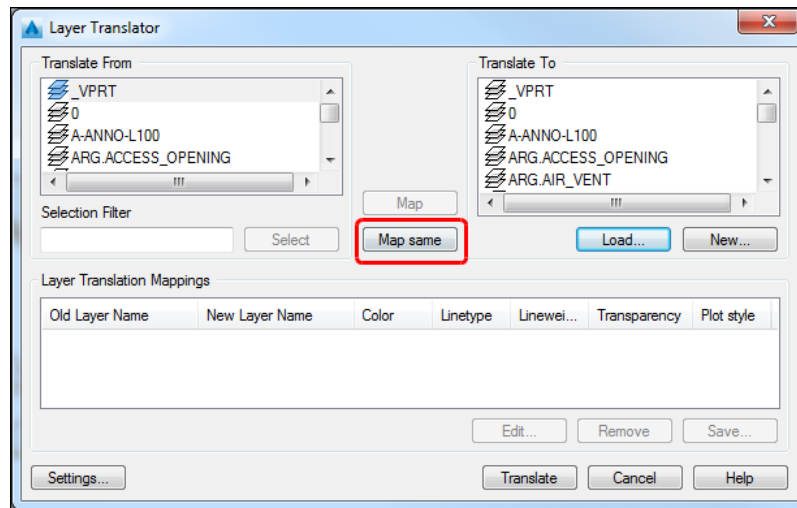 Layer Translator
Translate From
_VPRT
0
A-ANNO-L100
ARG.ACCESS_OPENING
Selection Filter
Select
Map
Map same
Translate To
_VPRT
0
A-ANNO-L100
ARG.ACCESS_OPENING
ARG.AIR_VENT
Load...
New...
Layer Translation Mappings
Old Layer Name New Layer Name Color Linetype Linewei... Transparency Plot style
Edit... Remove Save...
Settings... Translate Cancel Help